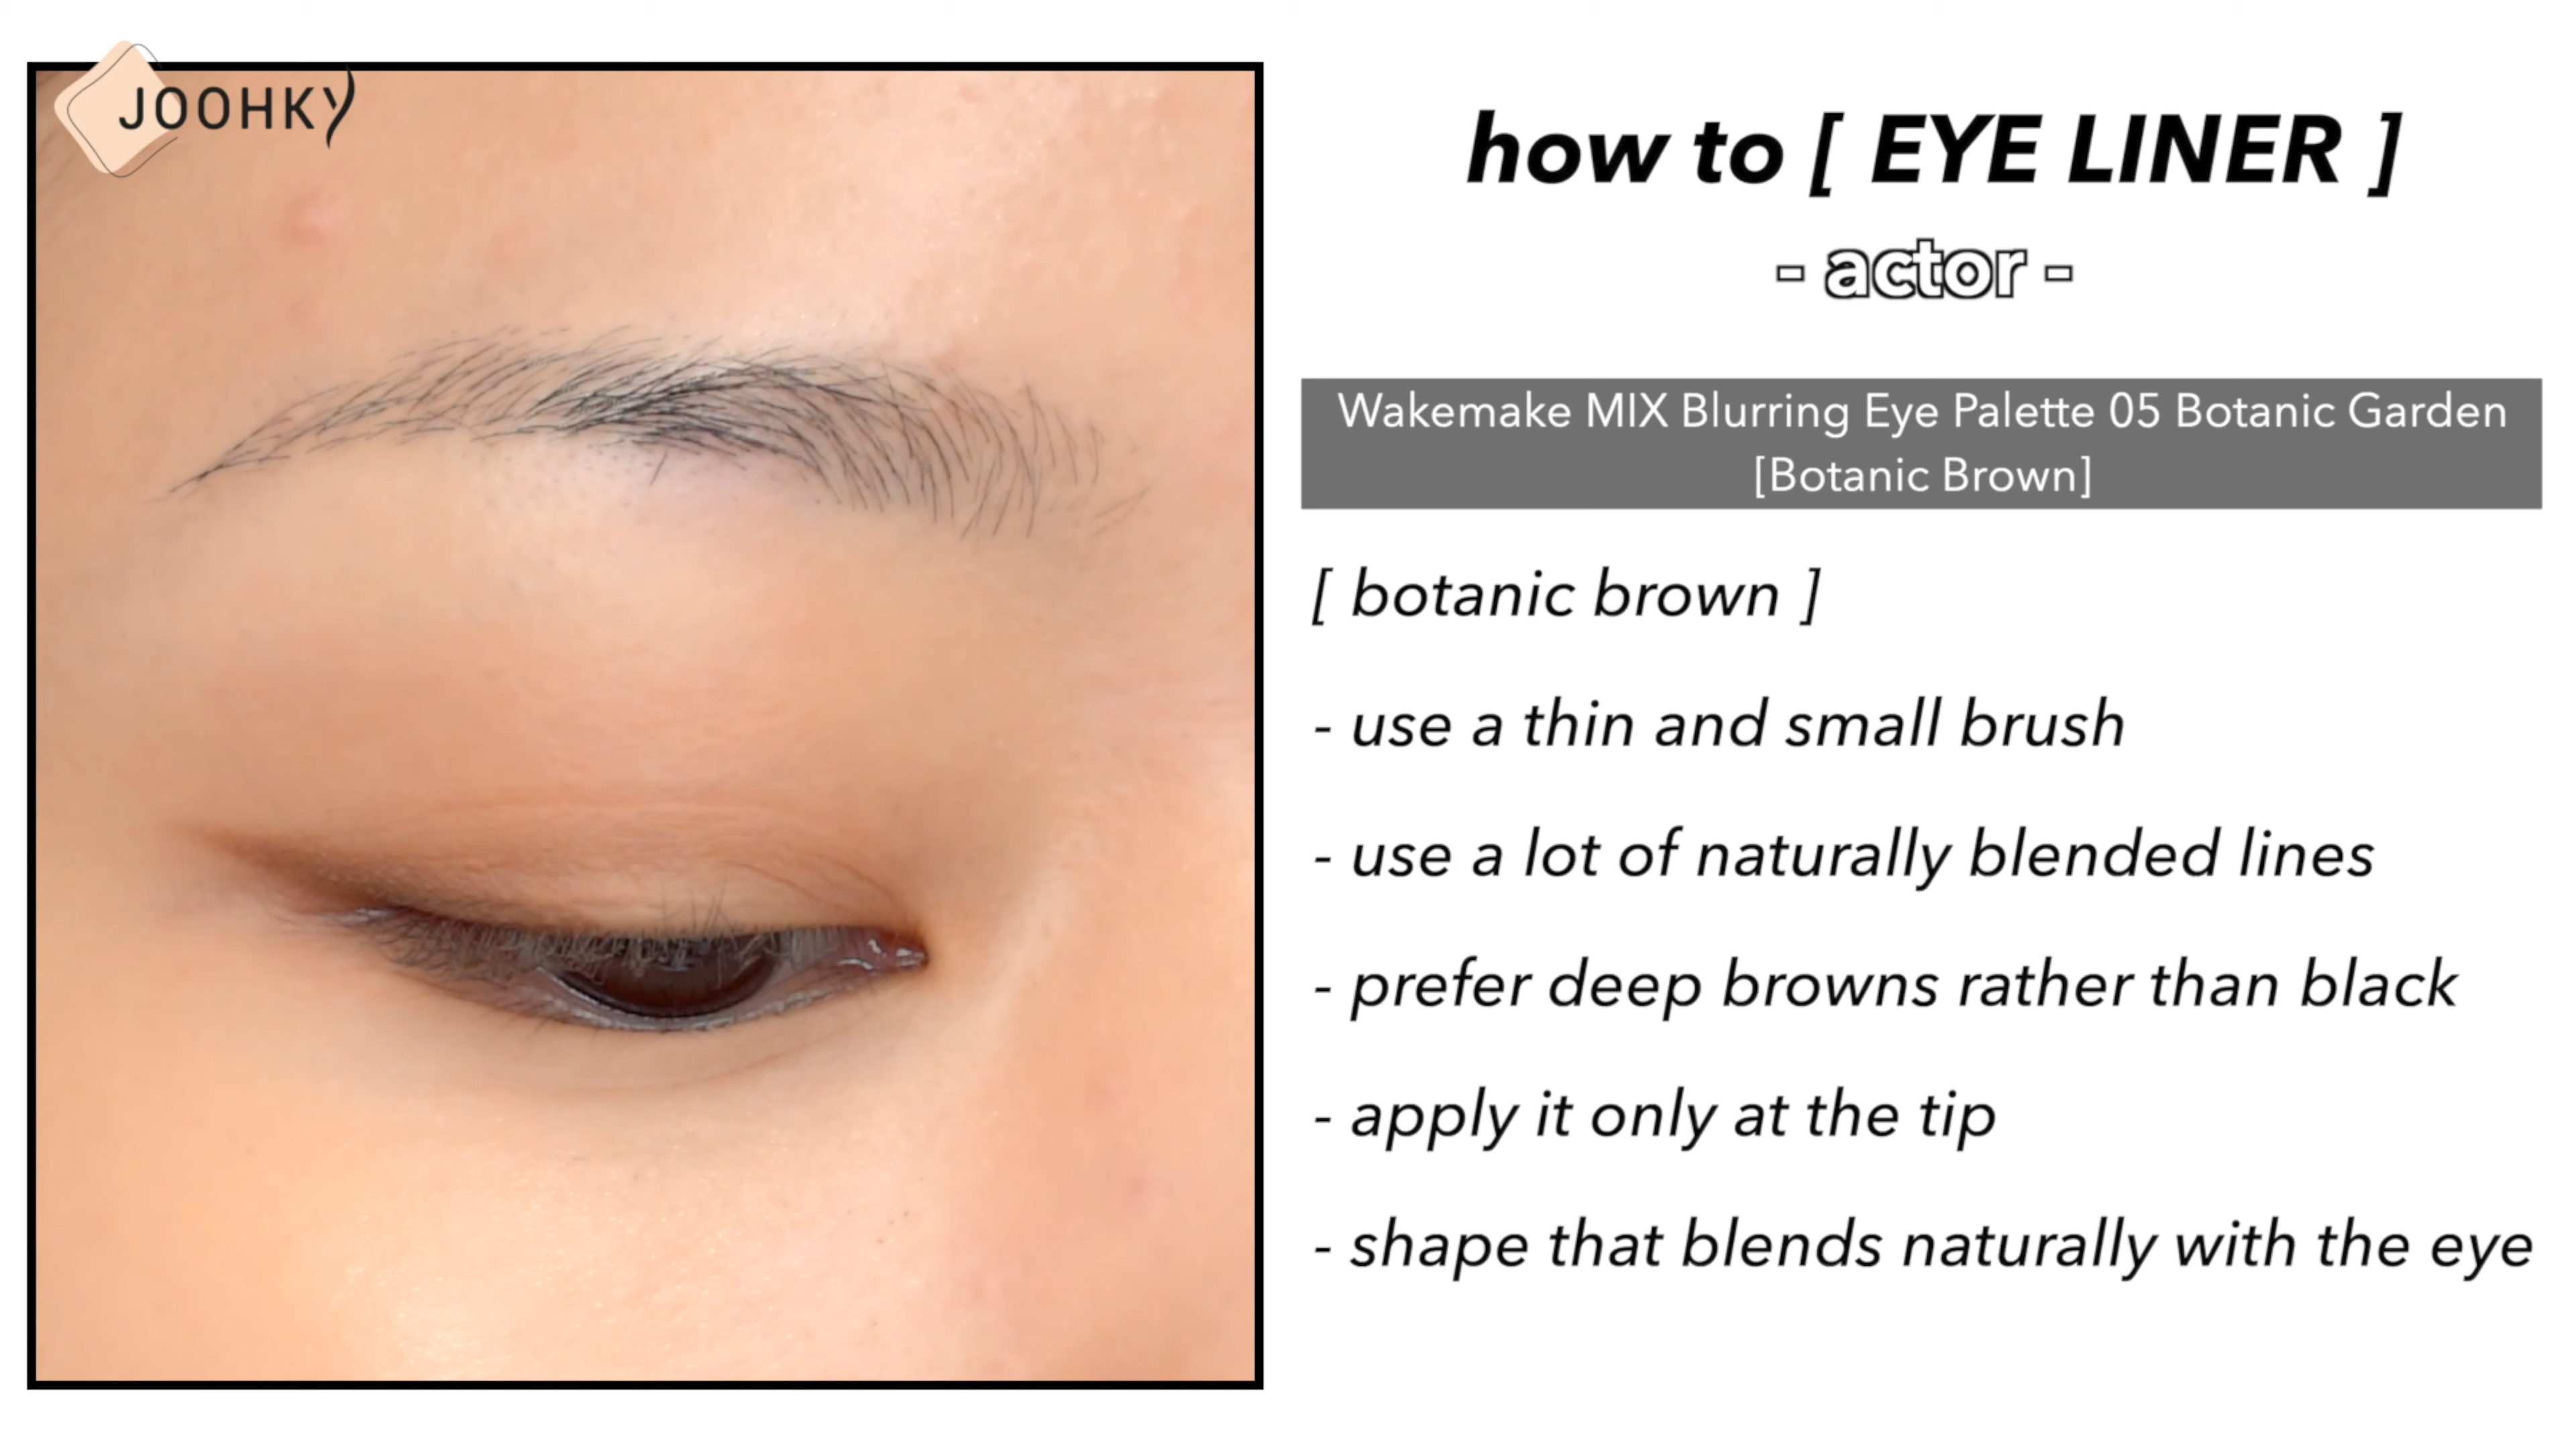 JOOHKY
how to [ EYE LINER ]
- actor -
Wakemake MIX Blurring Eye Palette 05 Botanic Garden
[Botanic Brown]
[ botanic brown ]
- use a thin and small brush
- use a lot of naturally blended lines
- prefer deep browns rather than black
- apply it only at the tip
- shape that blends naturally with the eye